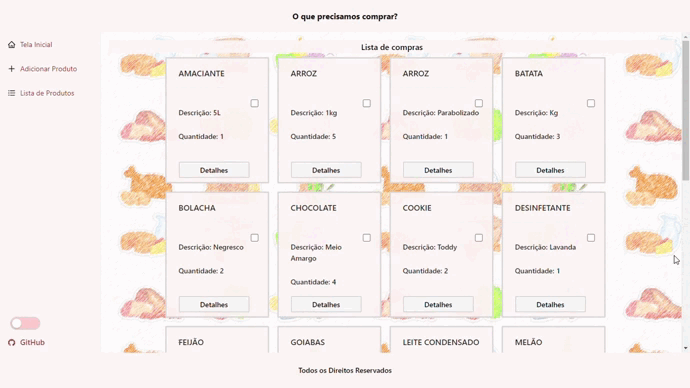 O que precisamos comprar?
Tela Inicial
Adicionar Produto
Lista de Produtos
GitHub
Lista de compras
AMACIANTE
Descrição: 5L
Quantidade: 1
Detalhes
ARROZ
Descrição: 1kg
Quantidade: 5
Detalhes
ARROZ
Descrição: Parabolizado
Quantidade: 1
Detalhes
BATATA
Descrição: Kg
Quantidade: 3
Detalhes
BOLACHA
Descrição: Negresco
Quantidade: 2
Detalhes
CHOCOLATE
Descrição: Meio
Amargo
Quantidade: 4
Detalhes
COOKIE
Descrição: Toddy
Quantidade: 2
Detalhes
DESINFETANTE
Descrição: Lavanda
Quantidade: 1
Detalhes
FEIJÃO
GOIABAS
LEITE CONDENSADO
MELÃO
Todos os Direitos Reservados